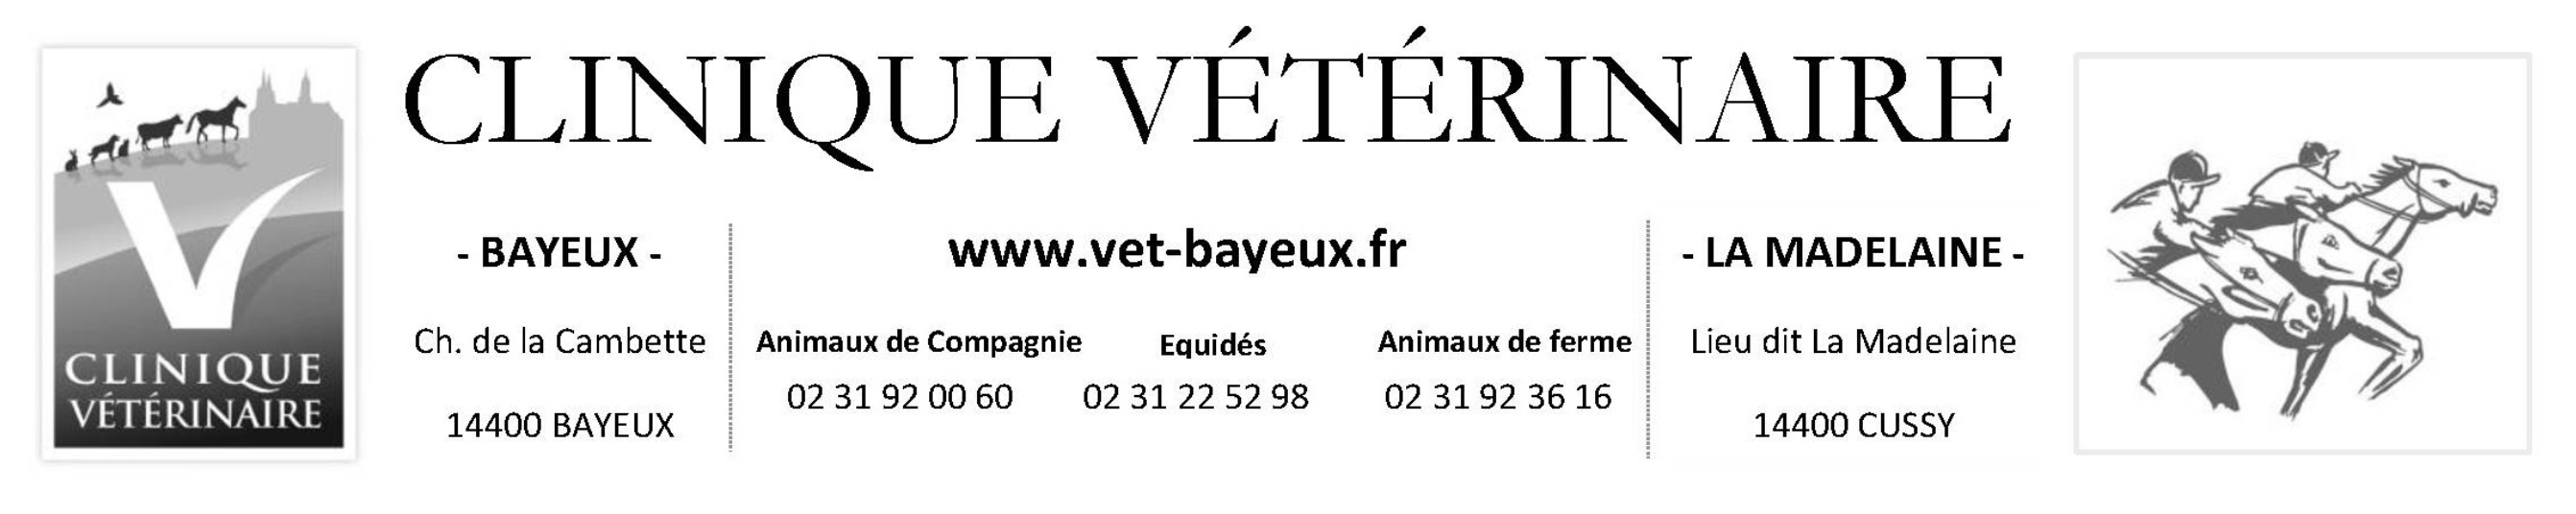 CLINIQUE
VÉTÉRINAIRE
CLINIQUE VÉTÉRINAIRE
- BAYEUX -
Ch. de la Cambette
14400 BAYEUX
www.vet-bayeux.fr
Animaux de Compagnie Equidés Animaux de ferme
02 31 92 00 60 02 31 22 52 98 02 31 92 36 16
- LA MADELAINE -
Lieu dit La Madelaine
14400 CUSSY